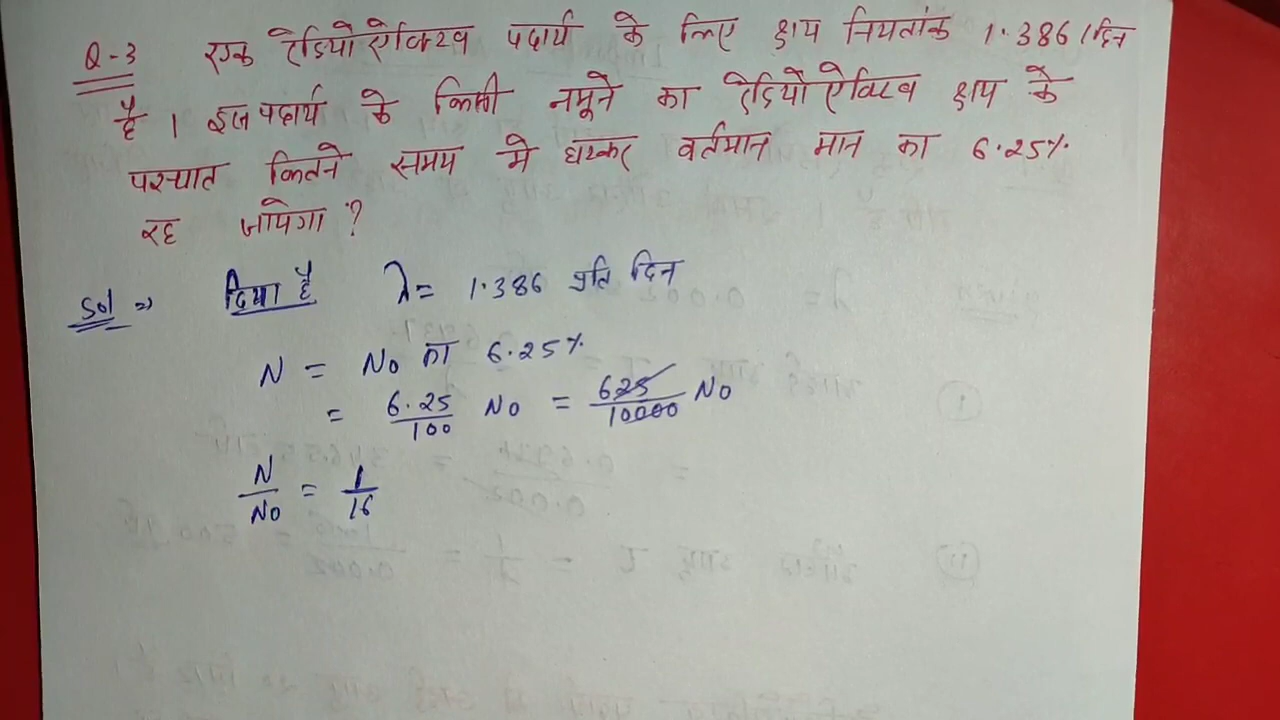 Q-3 एक रेडियोऐक्टिव पदार्थ के लिए क्षय नियतांक 1.386/दिन
है । इस पदार्थ के किसी नमूने का रेडियोऐक्टिव क्षय के
पश्चात कितने समय मे घटकर वर्तमान मान का 6.25%
रह जायेगा ?
Sol ⇒ दिया है λ = 1.386 प्रति दिन
N = No का 6.25%
= 6.25/100 No = 625/10000 No
N/No = 1/16